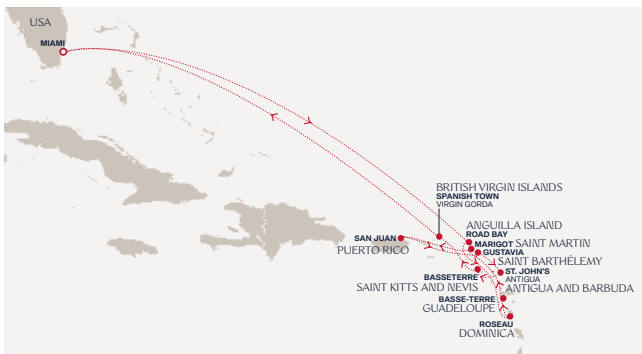 USA
MIAMI
BRITISH VIRGIN ISLANDS
SPANISH TOWN
VIRGIN GORDA
ANGUILLA ISLAND
ROAD BAY
SAN JUAN
PUERTO RICO
MARIGOT SAINT MARTIN
GUSTAVIA
SAINT BARTHÉLEMY
BASSETERRE
SAINT KITTS AND NEVIS
ST. JOHN'S
ANTIGUA
ANTIGUA AND BARBUDA
BASSE-TERRE
GUADELOUPE
ROSEAU
DOMINICA